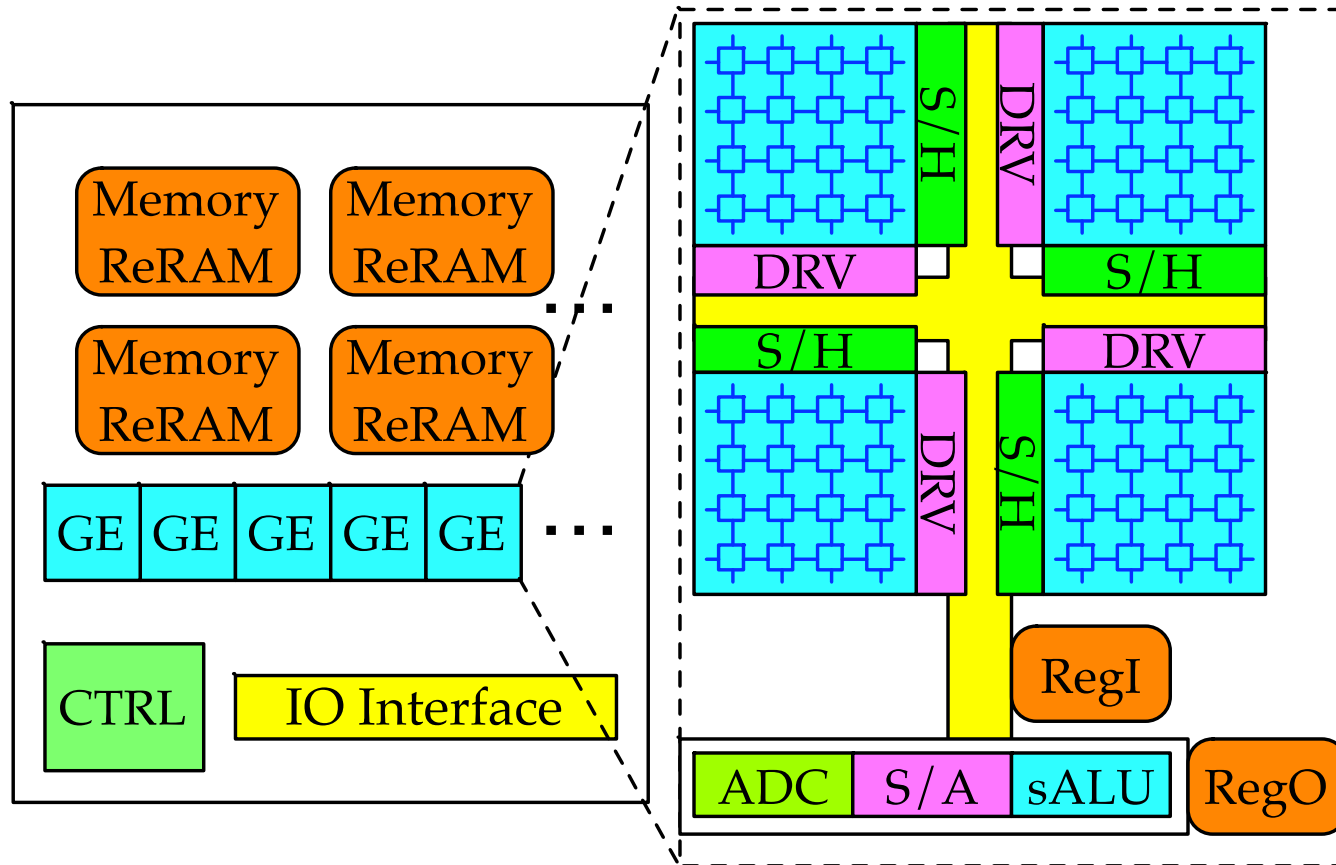 Memory
ReRAM
Memory
ReRAM
...
Memory
ReRAM
Memory
ReRAM
GE GE GE GE GE ...
CTRL
IO Interface
S/H
DRV
DRV
S/H
S/H
DRV
DRV
S/H
RegI
ADC S/A sALU
RegO